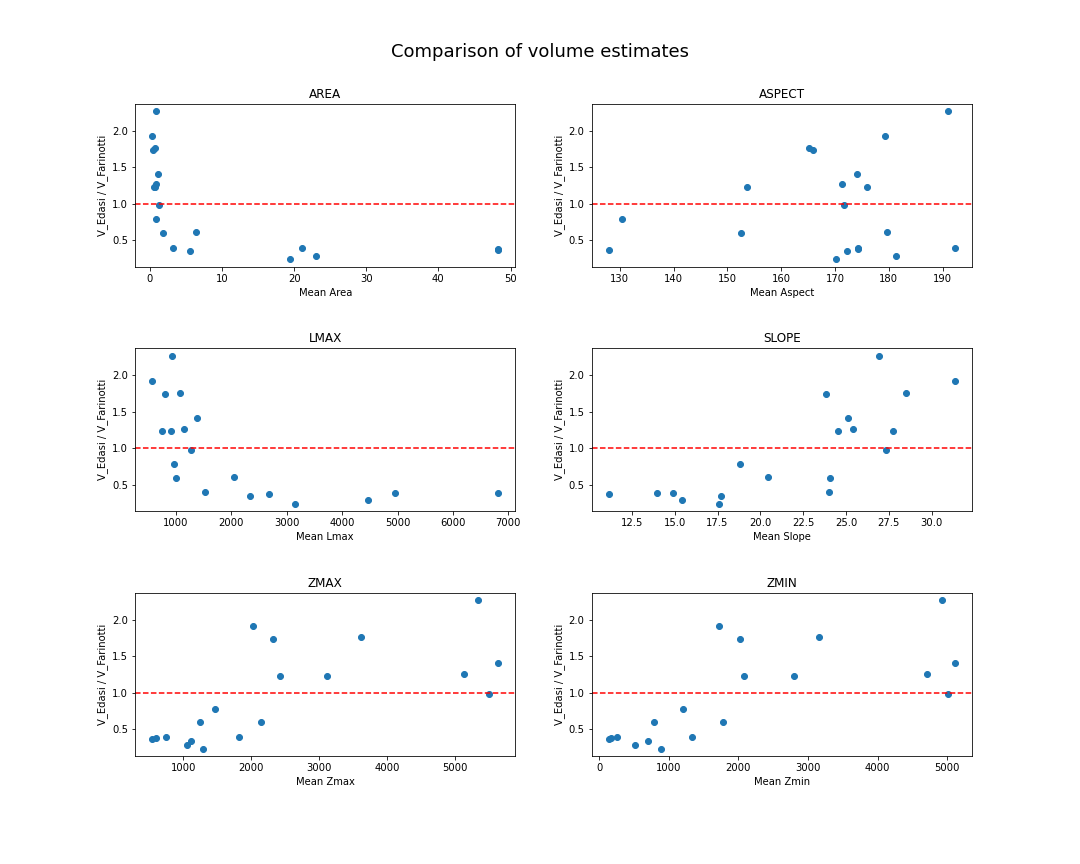 Comparison of volume estimates
AREA
V_Edasi / V_Farinotti
2.0
1.5
1.0
0.5
0 10 20 30 40 50
Mean Area
ASPECT
V_Edasi / V_Farinotti
2.0
1.5
1.0
0.5
130 140 150 160 170 180 190
Mean Aspect
LMAX
V_Edasi / V_Farinotti
2.0
1.5
1.0
0.5
1000 2000 3000 4000 5000 6000 7000
Mean Lmax
SLOPE
V_Edasi / V_Farinotti
2.0
1.5
1.0
0.5
12.5 15.0 17.5 20.0 22.5 25.0 27.5 30.0
Mean Slope
ZMAX
V_Edasi / V_Farinotti
2.0
1.5
1.0
0.5
1000 2000 3000 4000 5000
Mean Zmax
ZMIN
V_Edasi / V_Farinotti
2.0
1.5
1.0
0.5
0 1000 2000 3000 4000 5000
Mean Zmin